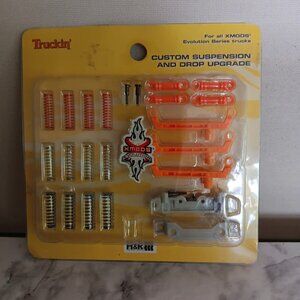 Truckin'
For all XMODS®
Evolution Series trucks
CUSTOM SUSPENSION
AND DROP UPGRADE
XMODS